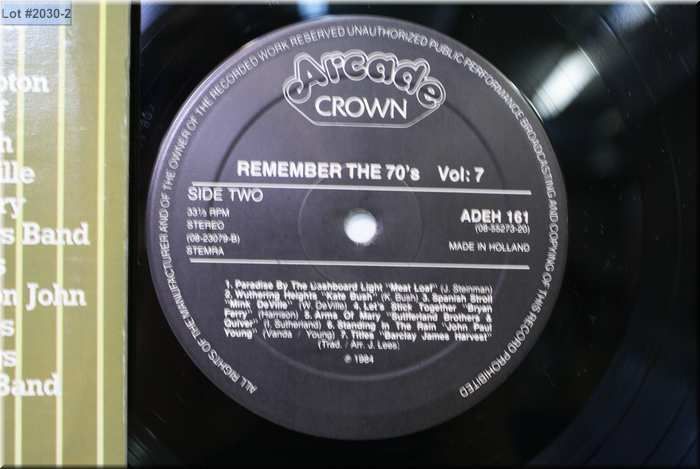 Lot #2030-2
pton
f
n
ille
ry
s Band
s
on John
s
gs
Band
ALL RIGHTS OF THE MANUFACTURER AND OF THE OWNER OF THE RECORDED WORK RESERVED UNAUTHORIZED PUBLIC PERFORMANCE BROADCASTING AND COPYING OF THIS RECORD PROHIBITED
Arcade
CROWN
REMEMBER THE 70's Vol: 7
SIDE TWO
33⅓ RPM
STEREO
(08-23079-B)
STEMRA
ADEH 161
(08-55273-20)
MADE IN HOLLAND
1. Paradise By The Dashboard Light "Meat Loaf" (J. Steinman)
2. Wuthering Heights "Kate Bush" (K. Bush) 3. Spanish Stroll
"Mink DeVille" (W. DeVille) 4. Let's Stick Together "Bryan
Ferry" (Harrison) 5. Arms Of Mary "Sutherland Brothers &
Quiver" (I. Sutherland) 6. Standing In The Rain "John Paul
Young" (Vanda / Young) 7. Titles "Barclay James Harvest"
(Trad. / Arr. J. Lees)
℗ 1984